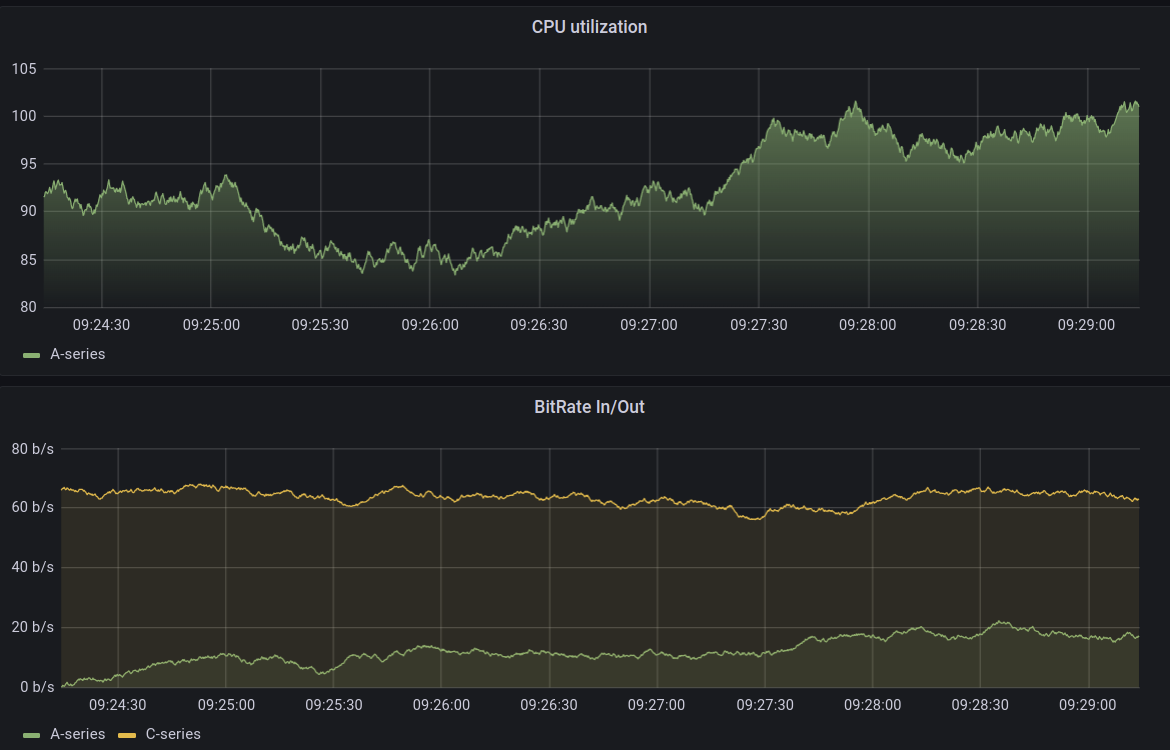 CPU utilization
105
100
95
90
85
80
09:24:30 09:25:00 09:25:30 09:26:00 09:26:30 09:27:00 09:27:30 09:28:00 09:28:30 09:29:00
A-series
BitRate In/Out
80 b/s
60 b/s
40 b/s
20 b/s
0 b/s
09:24:30 09:25:00 09:25:30 09:26:00 09:26:30 09:27:00 09:27:30 09:28:00 09:28:30 09:29:00
A-series C-series